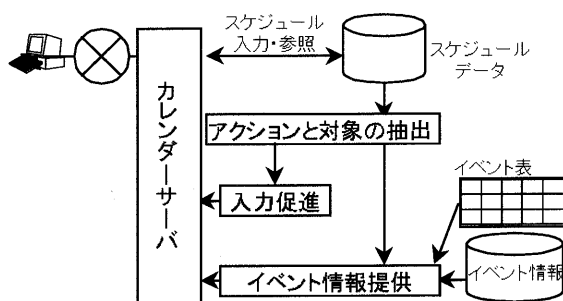 スケジュール
入力・参照
スケジュール
データ
カレンダーサーバ
アクションと対象の抽出
イベント表
入力促進
イベント情報
イベント情報提供